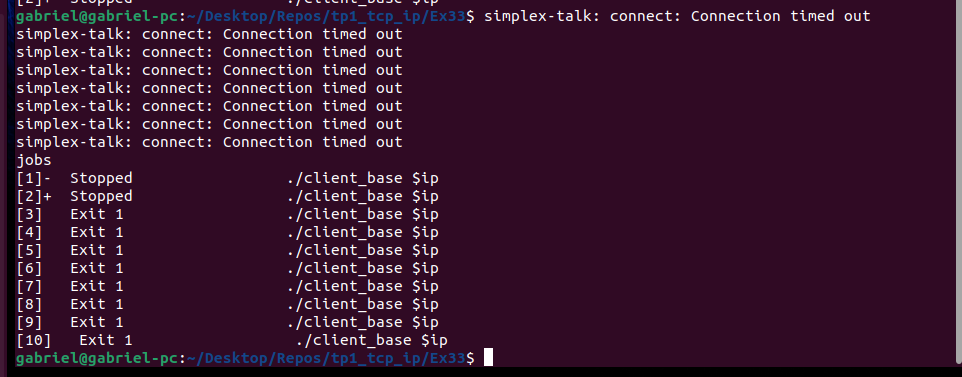 [2]+  Stopped                 ./client_base $ip
gabriel@gabriel-pc:~/Desktop/Repos/tp1_tcp_ip/Ex33$ simplex-talk: connect: Connection timed out
simplex-talk: connect: Connection timed out
simplex-talk: connect: Connection timed out
simplex-talk: connect: Connection timed out
simplex-talk: connect: Connection timed out
simplex-talk: connect: Connection timed out
simplex-talk: connect: Connection timed out
simplex-talk: connect: Connection timed out
jobs
[1]-  Stopped                 ./client_base $ip
[2]+  Stopped                 ./client_base $ip
[3]   Exit 1                  ./client_base $ip
[4]   Exit 1                  ./client_base $ip
[5]   Exit 1                  ./client_base $ip
[6]   Exit 1                  ./client_base $ip
[7]   Exit 1                  ./client_base $ip
[8]   Exit 1                  ./client_base $ip
[9]   Exit 1                  ./client_base $ip
[10]   Exit 1                  ./client_base $ip
gabriel@gabriel-pc:~/Desktop/Repos/tp1_tcp_ip/Ex33$